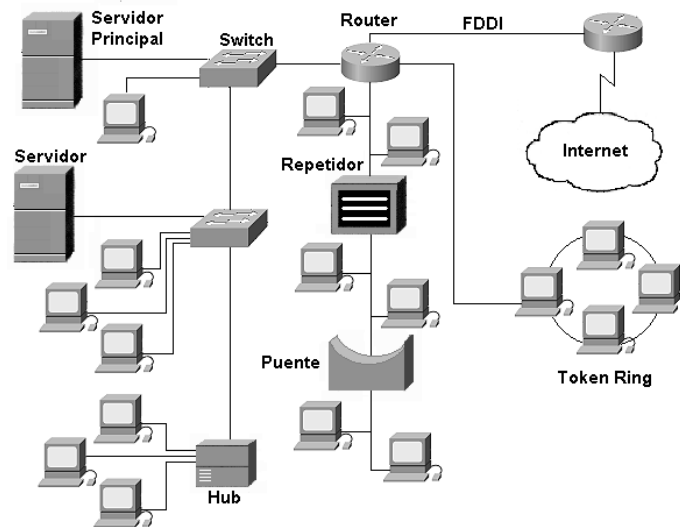 Servidor
Principal
Switch
Router
FDDI
Internet
Servidor
Repetidor
Puente
Token Ring
Hub